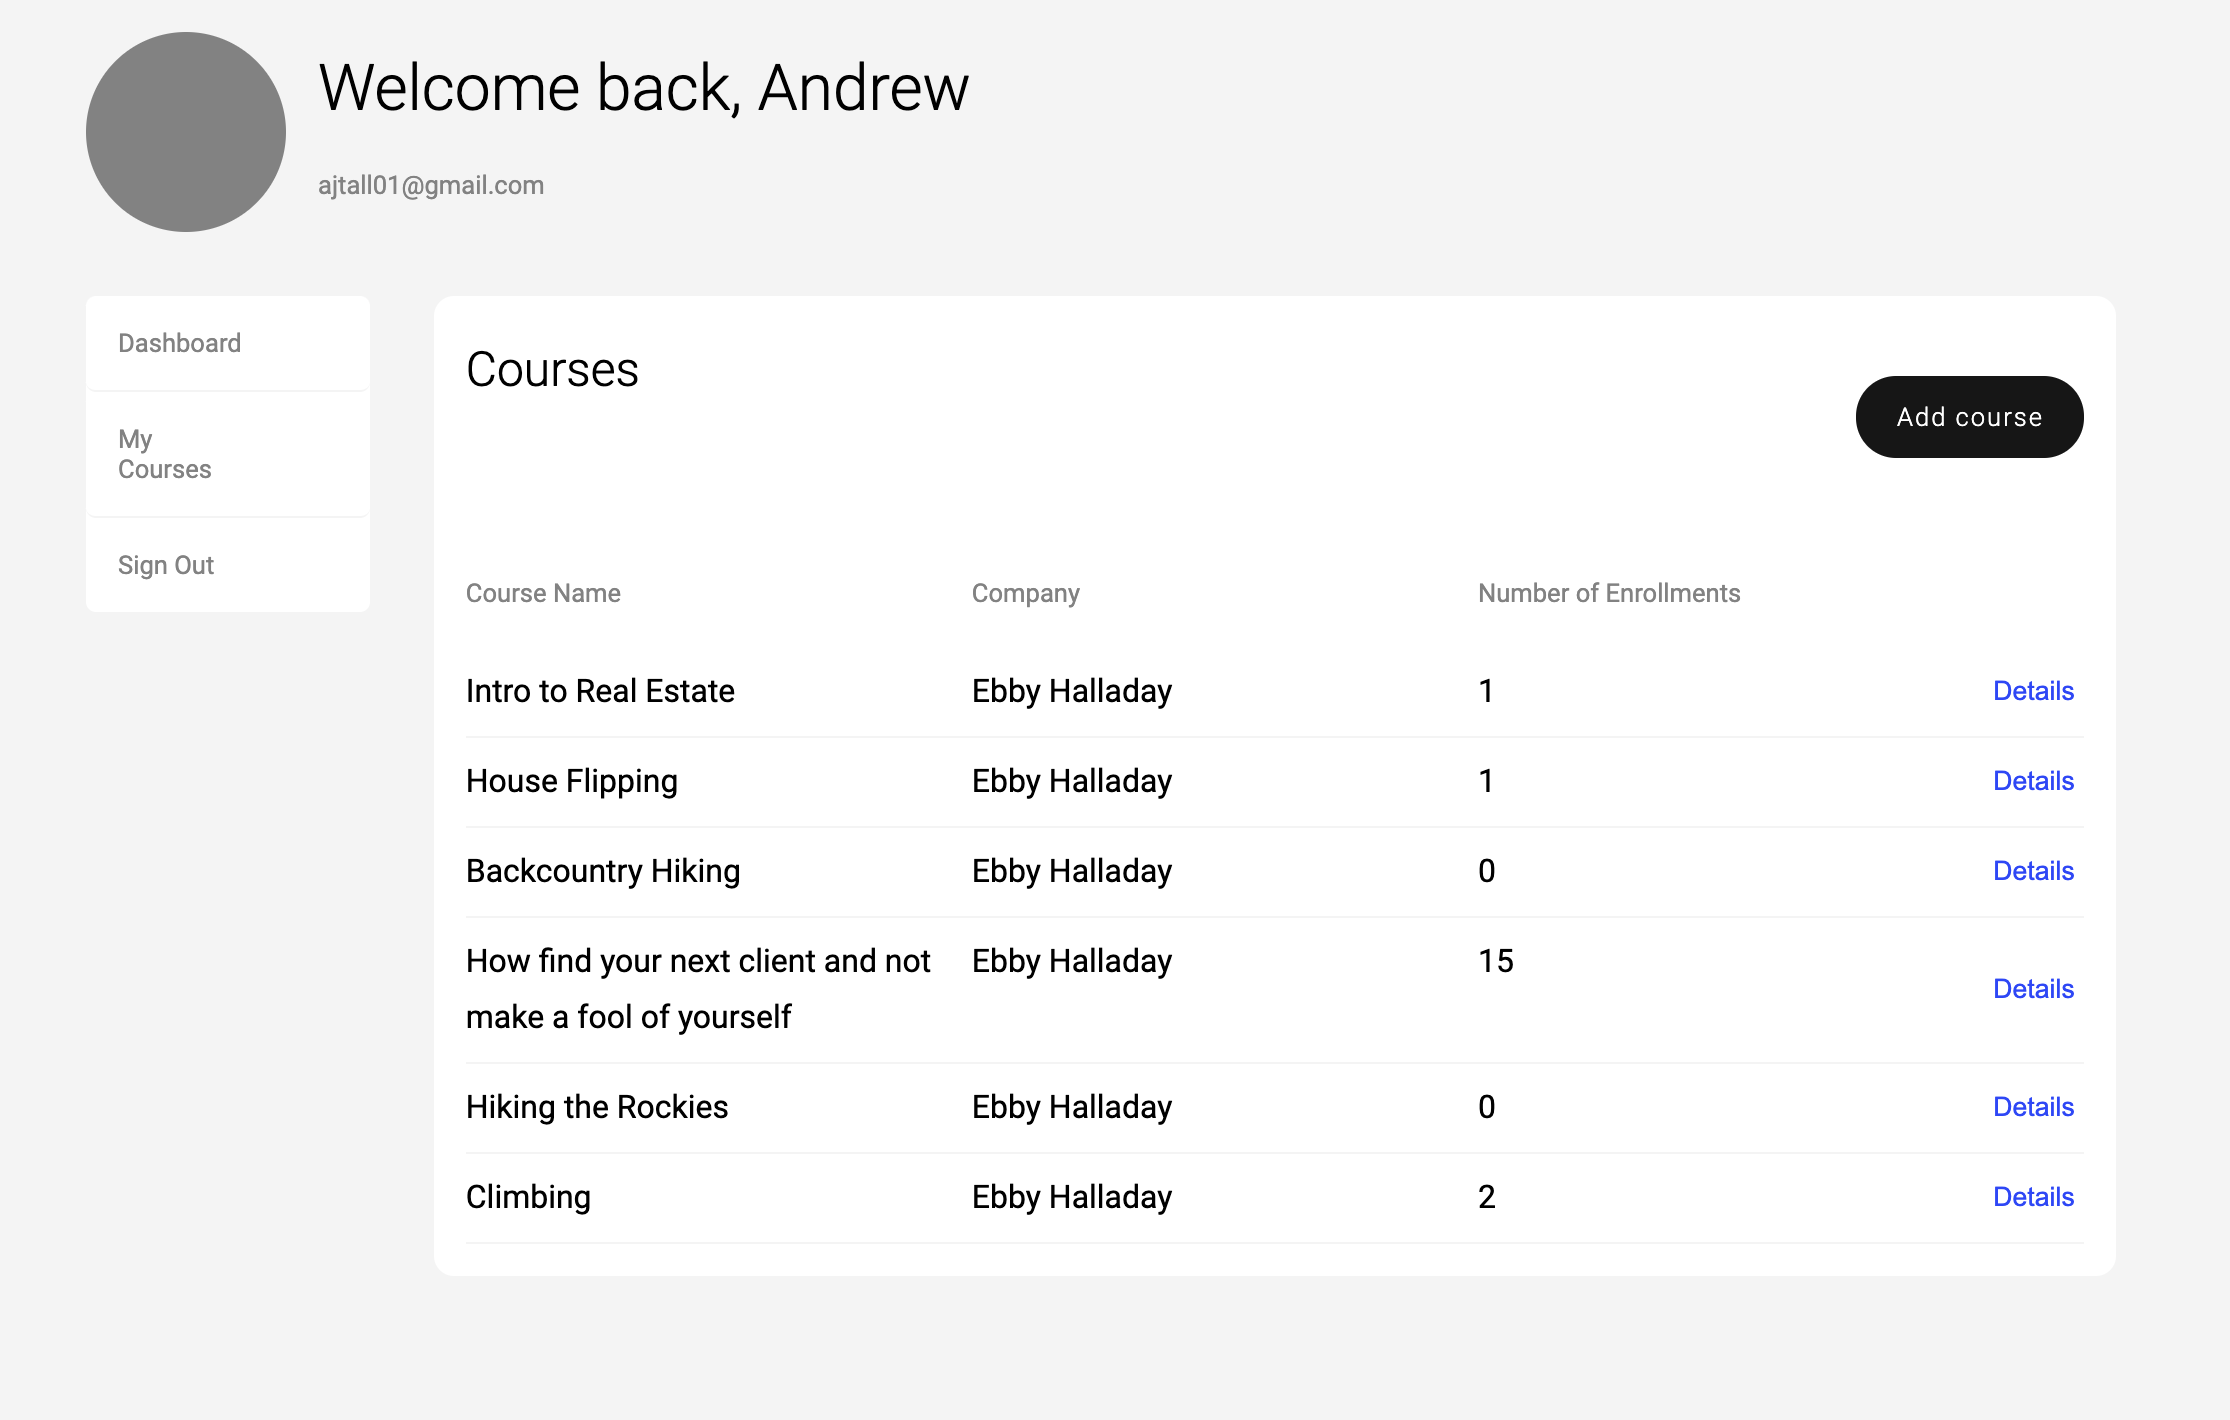 Welcome back, Andrew
ajtall01@gmail.com
Dashboard
My
Courses
Sign Out
Courses
Add course
Course Name Company Number of Enrollments
Intro to Real Estate Ebby Halladay 1 Details
House Flipping Ebby Halladay 1 Details
Backcountry Hiking Ebby Halladay 0 Details
How find your next client and not Ebby Halladay 15 Details
make a fool of yourself
Hiking the Rockies Ebby Halladay 0 Details
Climbing Ebby Halladay 2 Details